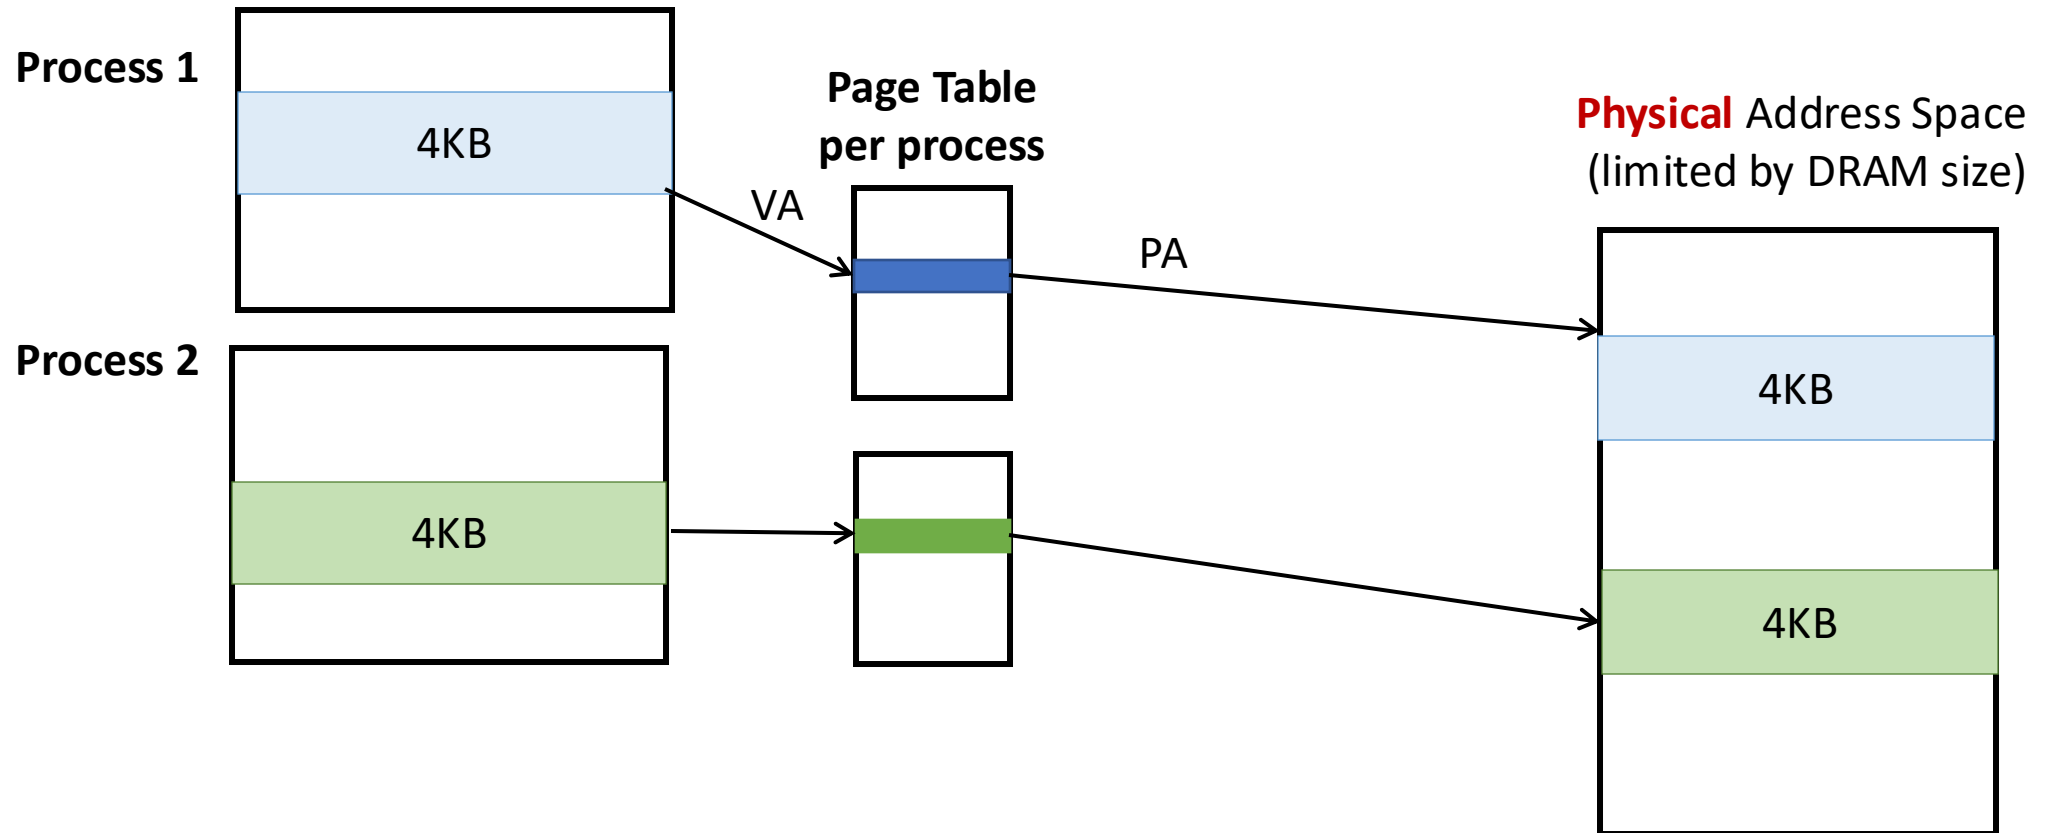 Process 1
4KB
Page Table
per process
VA
PA
Physical Address Space
(limited by DRAM size)
4KB
Process 2
4KB
4KB